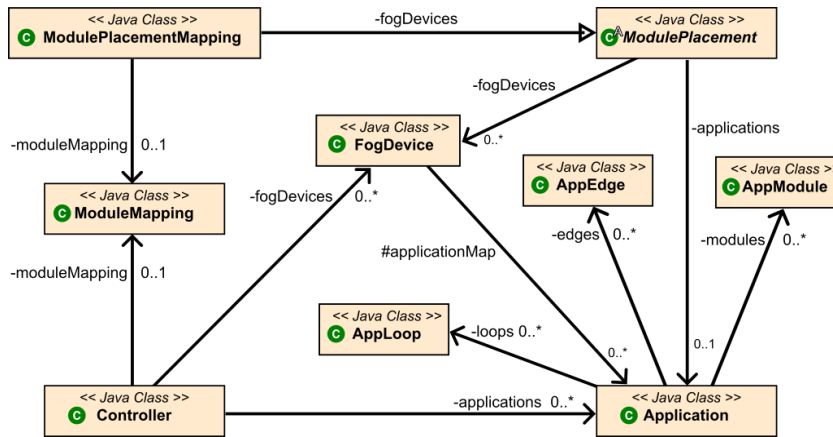 << Java Class >>
C ModulePlacementMapping
-fogDevices
<< Java Class >>
C A ModulePlacement
-fogDevices
0..*
-applications
-moduleMapping 0..1
<< Java Class >>
C FogDevice
<< Java Class >>
C AppEdge
<< Java Class >>
C AppModule
<< Java Class >>
C ModuleMapping
-fogDevices
0..*
-edges 0..*
-modules 0..*
#applicationMap
-moduleMapping 0..1
<< Java Class >>
C AppLoop
-loops 0..*
0..*
0..1
<< Java Class >>
C Controller
-applications 0..*
<< Java Class >>
C Application